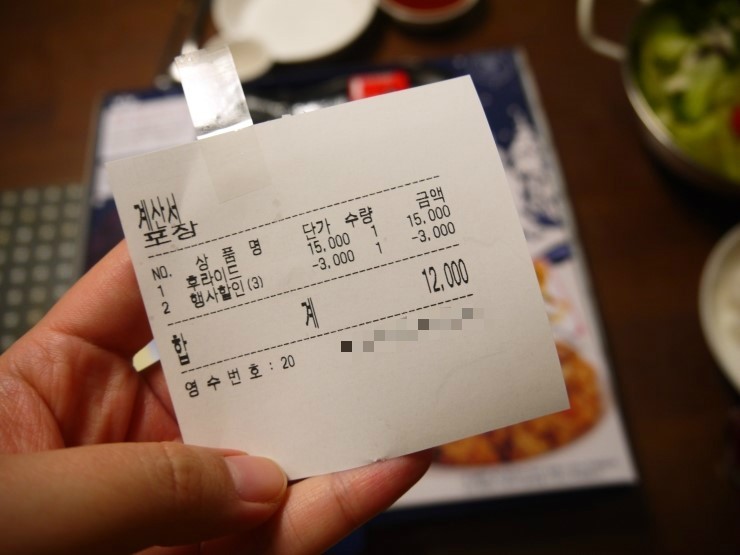 계산서
포장
NO. 상 품 명 단가 수량 금액
1 후라이드 15,000 1 15,000
2 행사할인(3) -3,000 1 -3,000
합 계 12,000
영 수 번 호 : 20